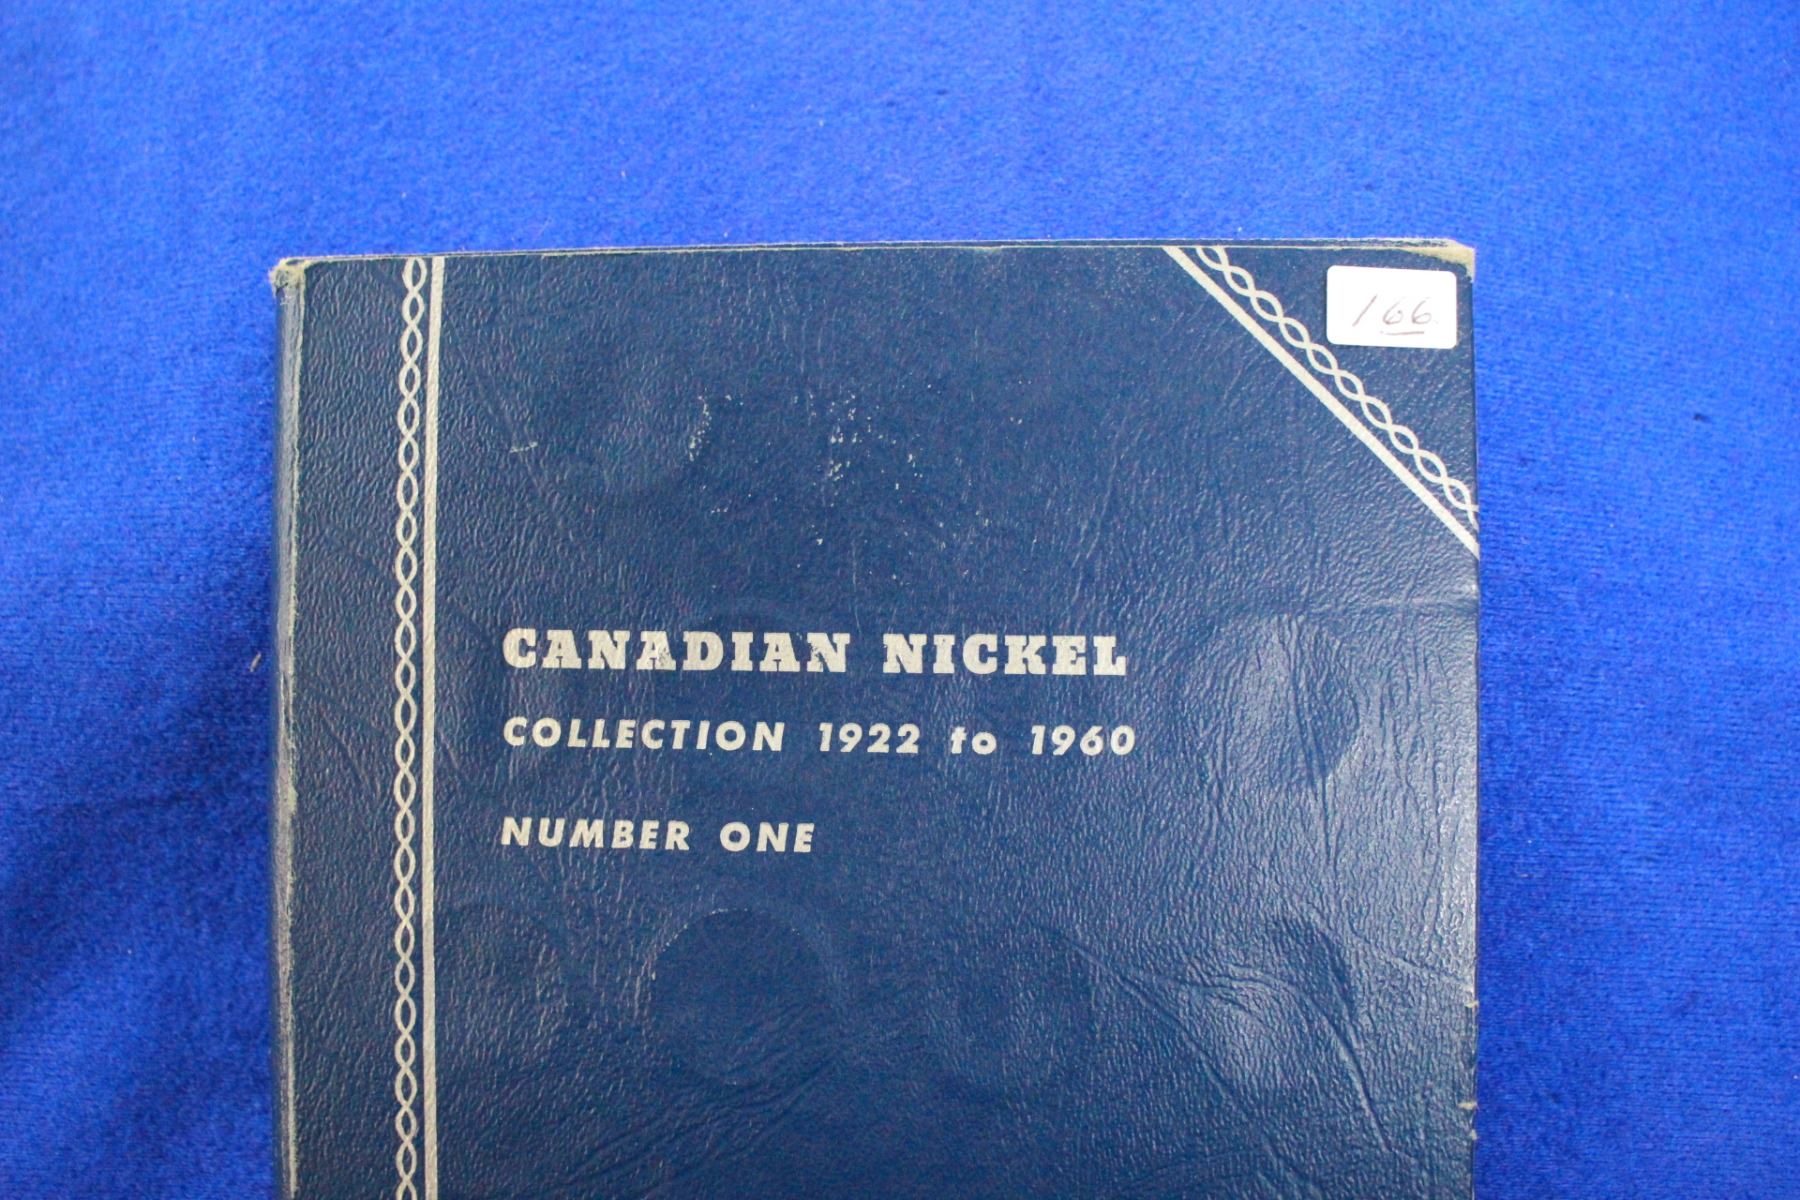 166.
CANADIAN NICKEL
COLLECTION 1922 to 1960
NUMBER ONE